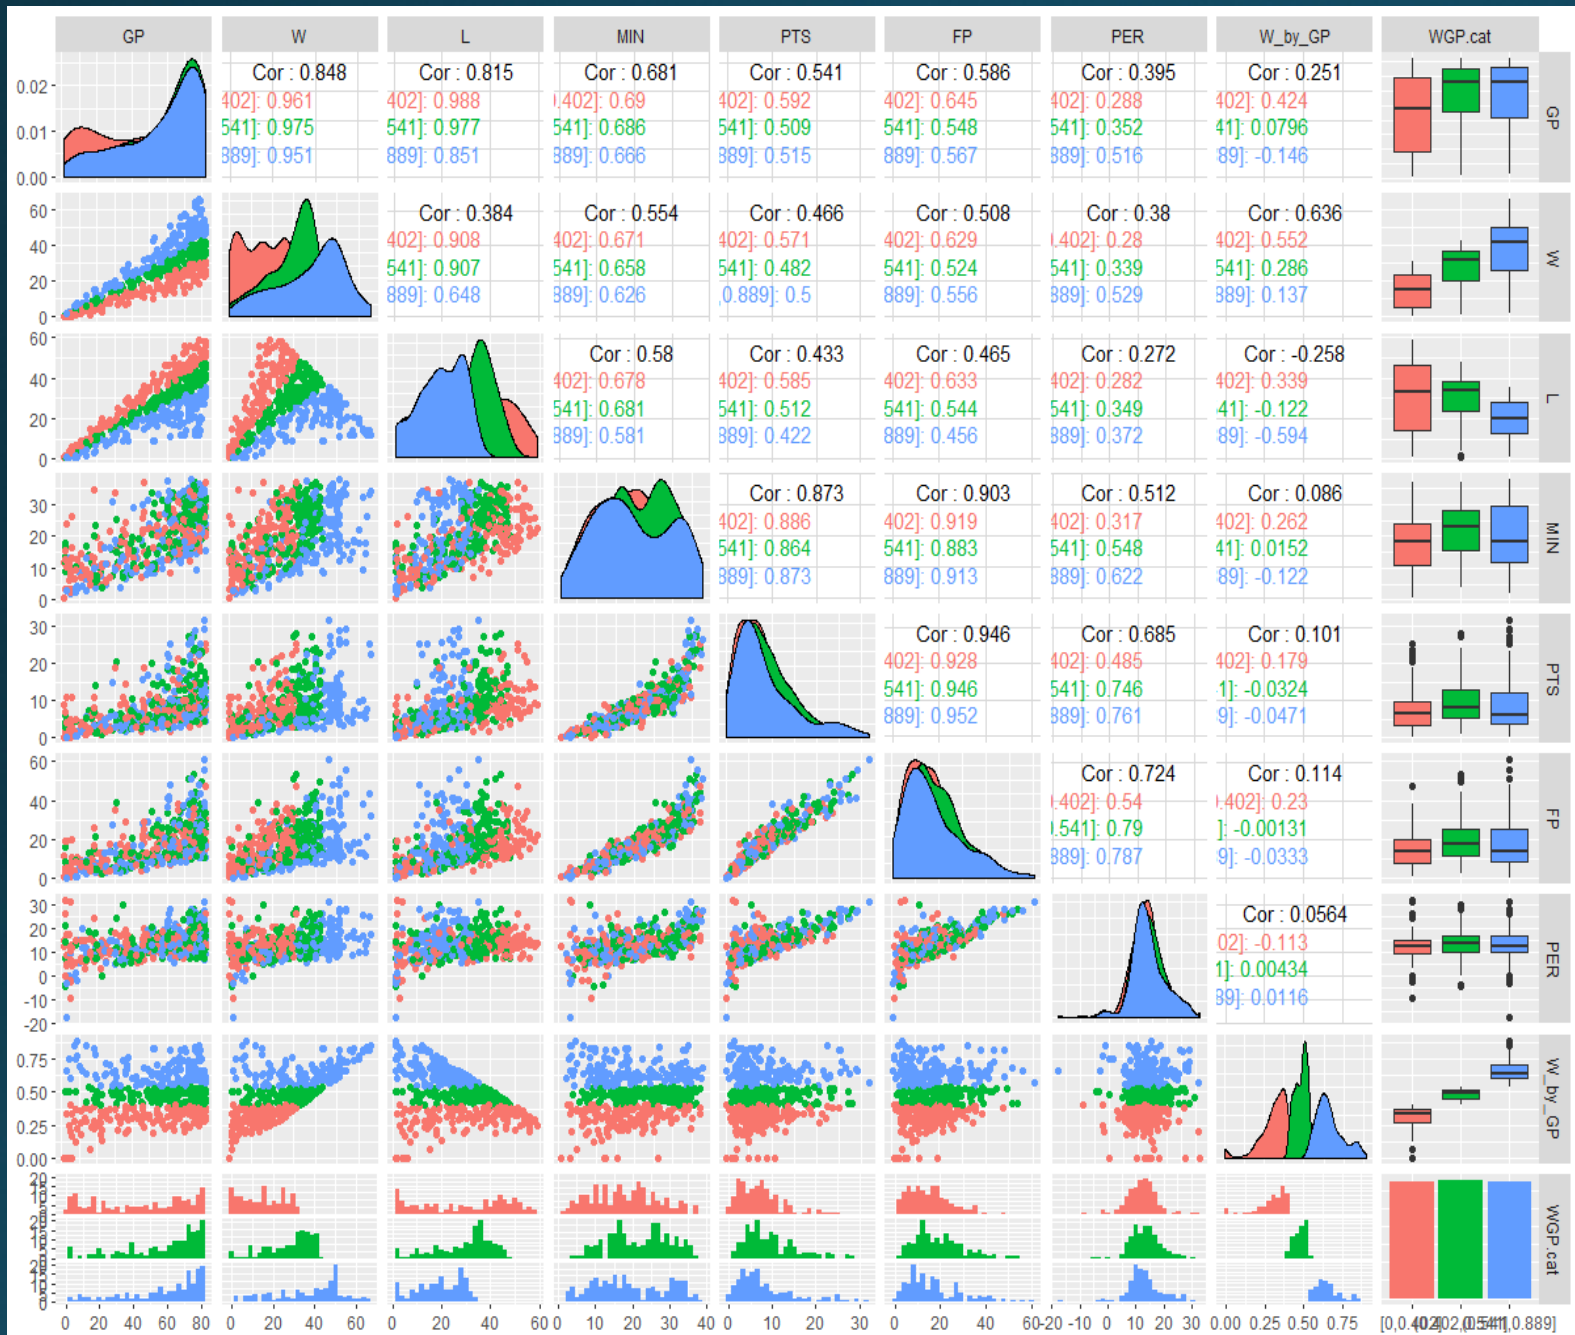 GP W L MIN PTS FP PER W_by_GP WGP.cat
0.02
0.01
0.00
Cor : 0.848 Cor : 0.815 Cor : 0.681 Cor : 0.541 Cor : 0.586 Cor : 0.395 Cor : 0.251
402]: 0.961 402]: 0.988 .402]: 0.69 402]: 0.592 402]: 0.645 402]: 0.288 402]: 0.424
541]: 0.975 541]: 0.977 541]: 0.686 541]: 0.509 541]: 0.548 541]: 0.352 41]: 0.0796
889]: 0.951 889]: 0.851 889]: 0.666 889]: 0.515 889]: 0.567 889]: 0.516 89]: -0.146
GP
60
40
20
0
Cor : 0.384 Cor : 0.554 Cor : 0.466 Cor : 0.508 Cor : 0.38 Cor : 0.636
402]: 0.908 402]: 0.671 402]: 0.571 402]: 0.629 .402]: 0.28 402]: 0.552
541]: 0.907 541]: 0.658 541]: 0.482 541]: 0.524 541]: 0.339 541]: 0.286
889]: 0.648 889]: 0.626 0.889]: 0.5 889]: 0.556 889]: 0.529 889]: 0.137
W
60
40
20
0
Cor : 0.58 Cor : 0.433 Cor : 0.465 Cor : 0.272 Cor : -0.258
402]: 0.678 402]: 0.585 402]: 0.633 402]: 0.282 402]: 0.339
541]: 0.681 541]: 0.512 541]: 0.544 541]: 0.349 41]: -0.122
889]: 0.581 889]: 0.422 889]: 0.456 889]: 0.372 89]: -0.594
L
30
20
10
0
Cor : 0.873 Cor : 0.903 Cor : 0.512 Cor : 0.086
402]: 0.886 402]: 0.919 402]: 0.317 402]: 0.262
541]: 0.864 541]: 0.883 541]: 0.548 41]: 0.0152
889]: 0.873 889]: 0.913 889]: 0.622 89]: -0.122
MIN
30
20
10
0
Cor : 0.946 Cor : 0.685 Cor : 0.101
402]: 0.928 402]: 0.485 402]: 0.179
541]: 0.946 541]: 0.746 1]: -0.0324
889]: 0.952 889]: 0.761 9]: -0.0471
PTS
60
40
20
0
Cor : 0.724 Cor : 0.114
.402]: 0.54 .402]: 0.23
.541]: 0.79 ]: -0.00131
889]: 0.787 9]: -0.0333
FP
30
20
10
0
-10
-20
Cor : 0.0564
02]: -0.113
1]: 0.00434
89]: 0.0116
PER
0.75
0.50
0.25
0.00
W_by_GP
WGP.cat
0 20 40 60 80 0 20 40 60 0 20 40 60 0 10 20 30 40 0 10 20 30 0 20 40 60 -20 -10 0 10 20 30 0.00 0.25 0.50 0.75